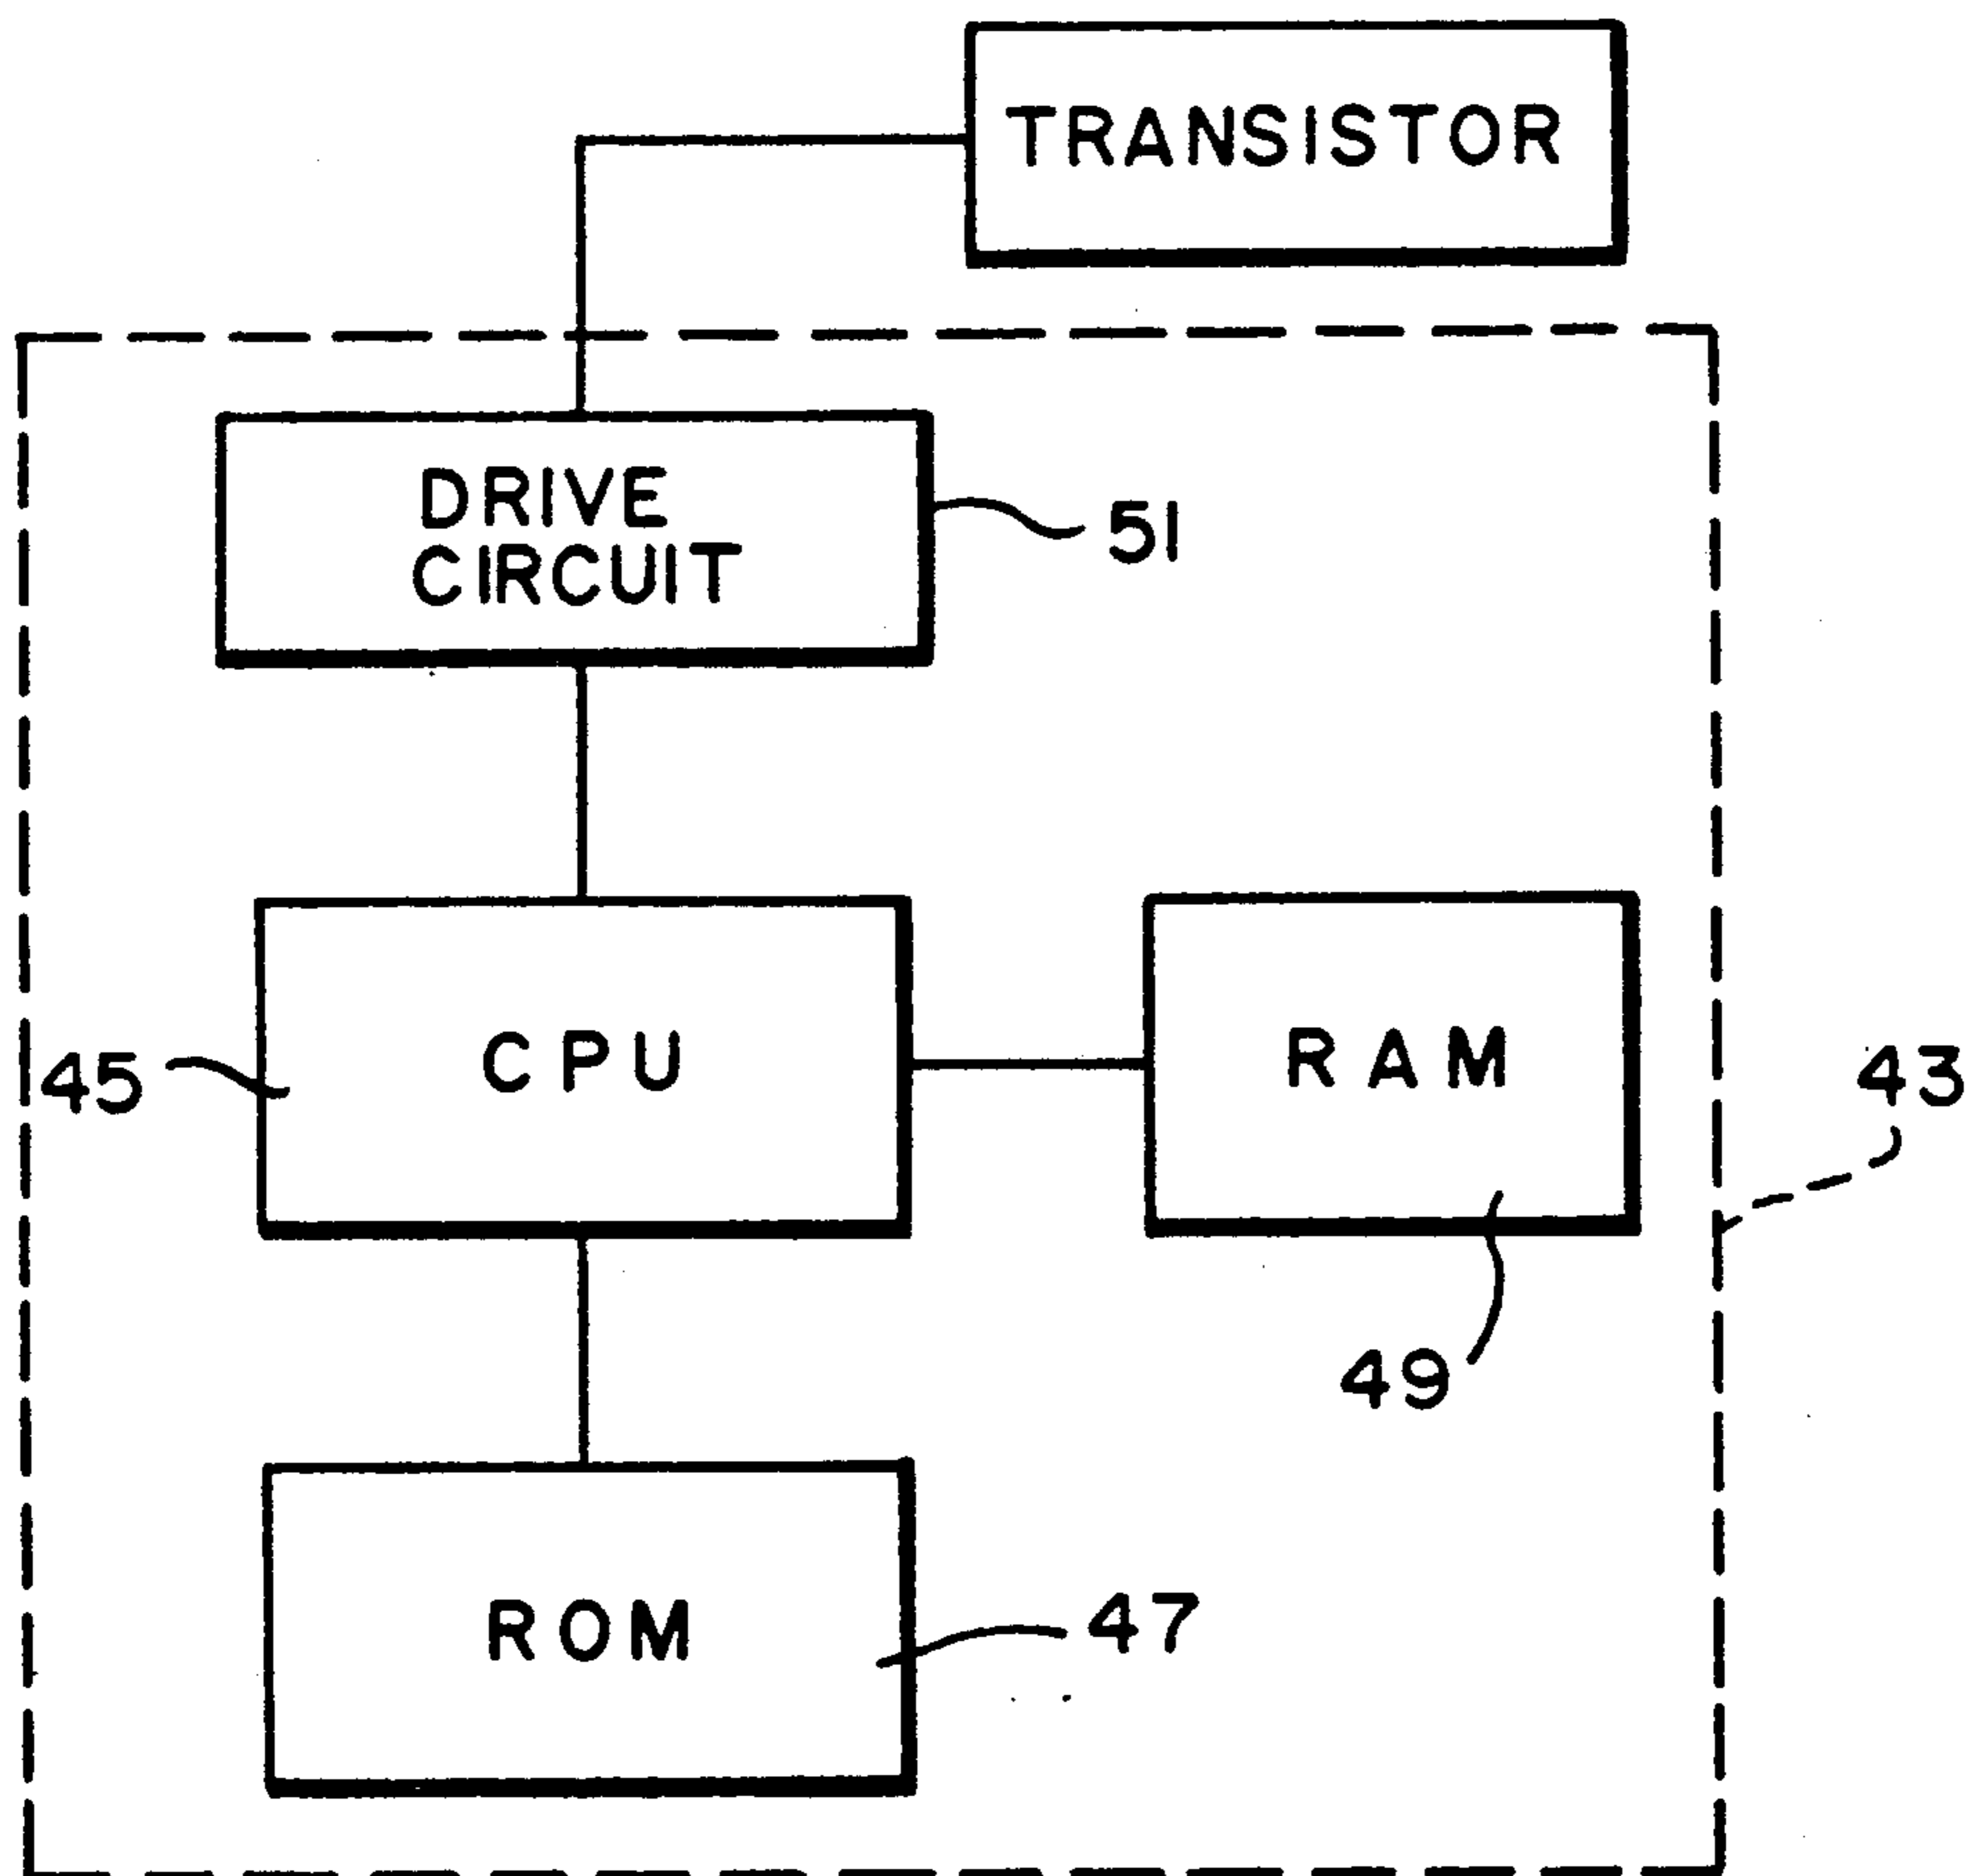 TRANSISTOR
DRIVE
CIRCUIT
51
45
CPU
RAM
43
49
ROM
47